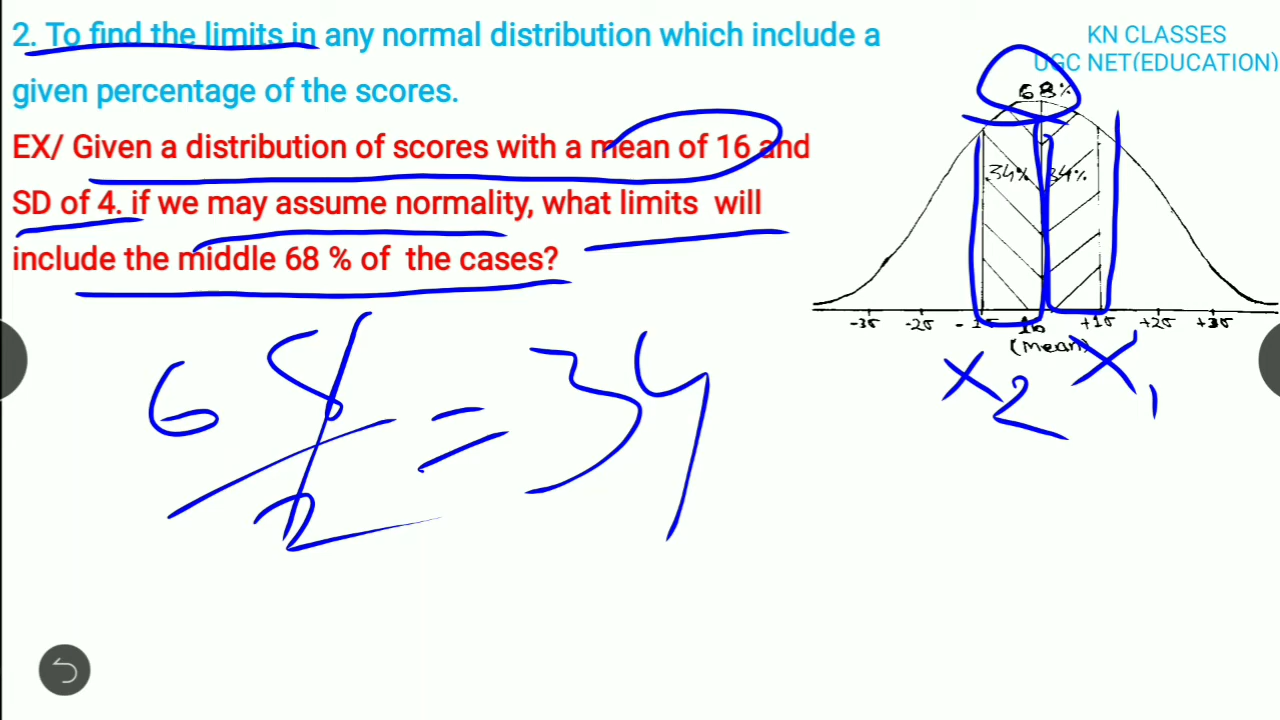 2. To find the limits in any normal distribution which include a
given percentage of the scores.
KN CLASSES
UGC NET(EDUCATION)
EX/ Given a distribution of scores with a mean of 16 and
SD of 4. if we may assume normality, what limits will
include the middle 68 % of the cases?
68%
34% 34%
-3σ -2σ -1σ 16 +1σ +2σ +3σ
(Mean)
X2 X1
68/2 = 34